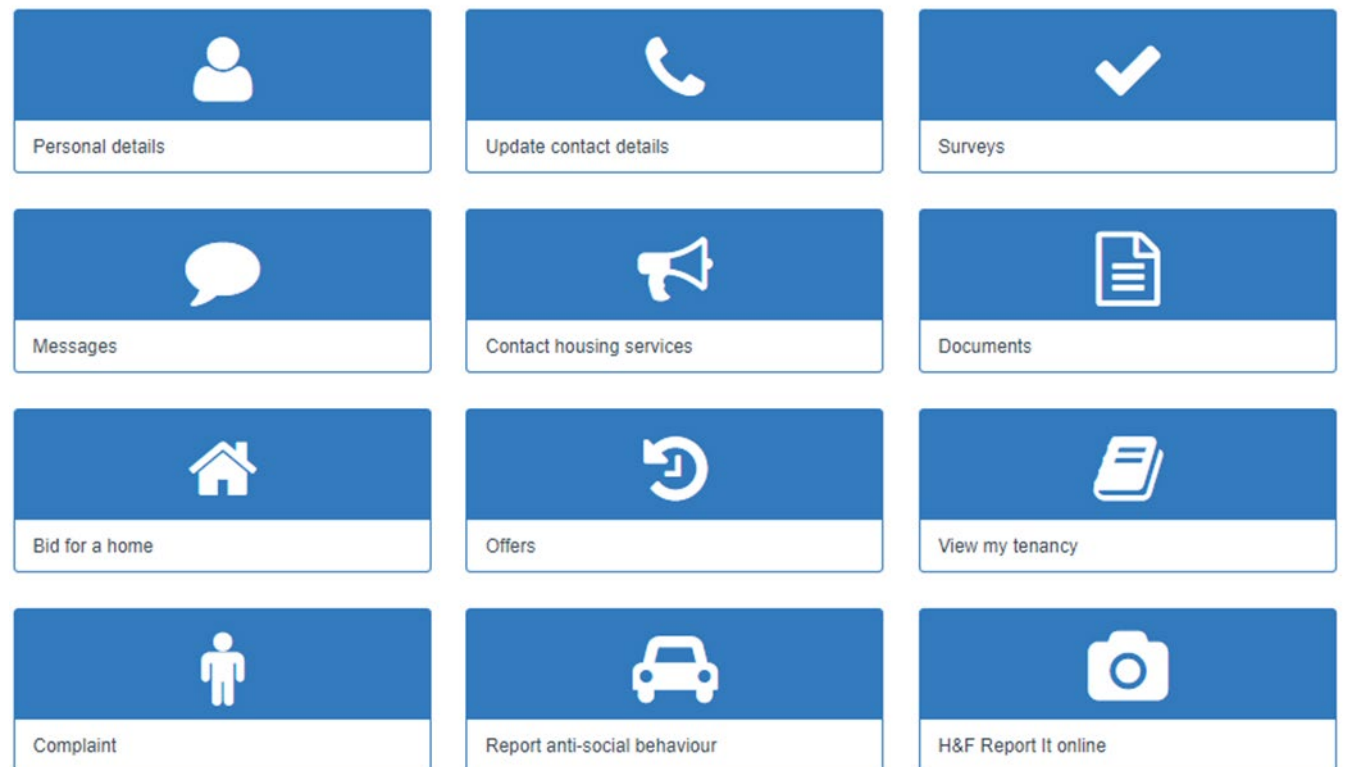 Personal details
Update contact details
Surveys
Messages
Contact housing services
Documents
Bid for a home
Offers
View my tenancy
Complaint
Report anti-social behaviour
H&F Report It online